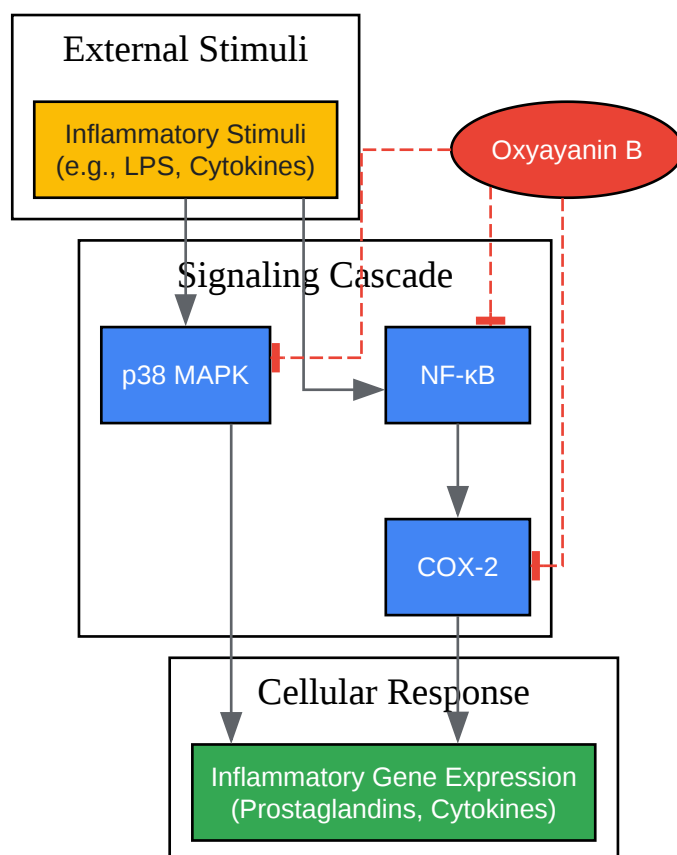 External Stimuli
Inflammatory Stimuli
(e.g., LPS, Cytokines)
Oxyayanin B
Signaling Cascade
p38 MAPK
NF-κB
COX-2
Cellular Response
Inflammatory Gene Expression
(Prostaglandins, Cytokines)